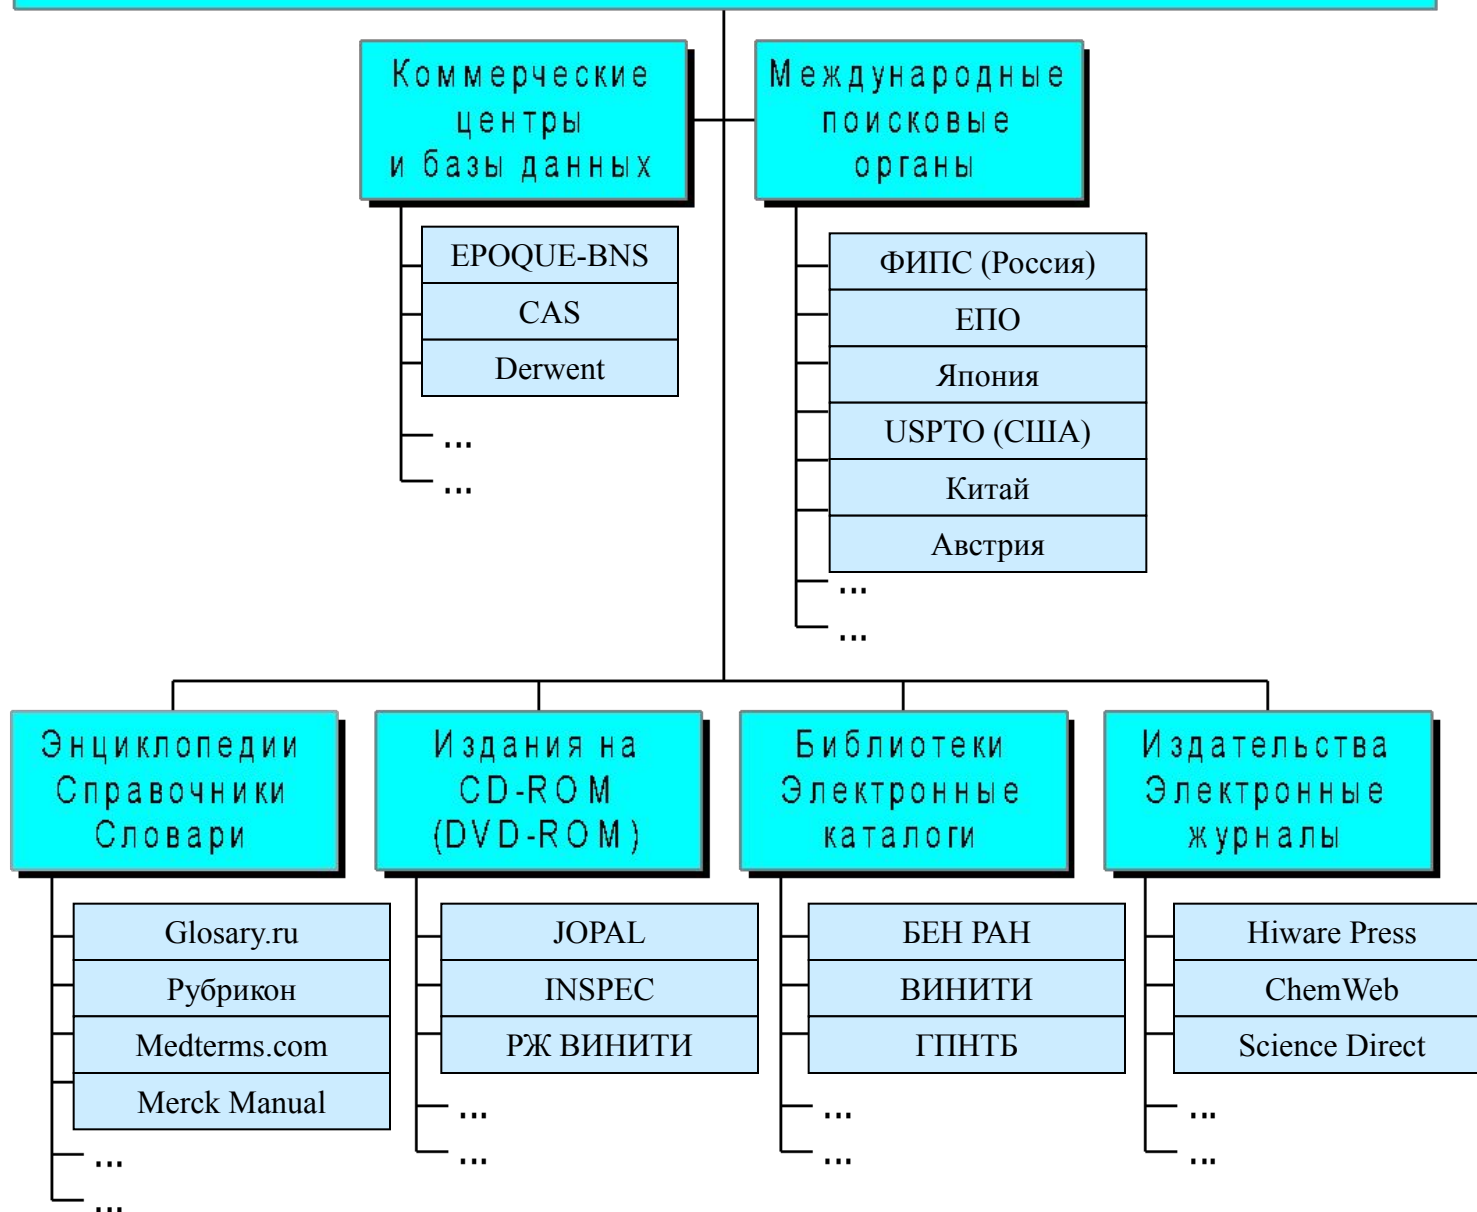 Коммерческие
центры
и базы данных
Международные
поисковые
органы
EPOQUE-BNS
CAS
Derwent
...
...
ФИПС (Россия)
ЕПО
Япония
USPTO (США)
Китай
Австрия
...
...
Энциклопедии
Справочники
Словари
Издания на
CD-ROM
(DVD-ROM)
Библиотеки
Электронные
каталоги
Издательства
Электронные
журналы
Glosary.ru
Рубрикон
Medterms.com
Merck Manual
...
...
JOPAL
INSPEC
РЖ ВИНИТИ
...
...
БЕН РАН
ВИНИТИ
ГПНТБ
...
...
Hiware Press
ChemWeb
Science Direct
...
...